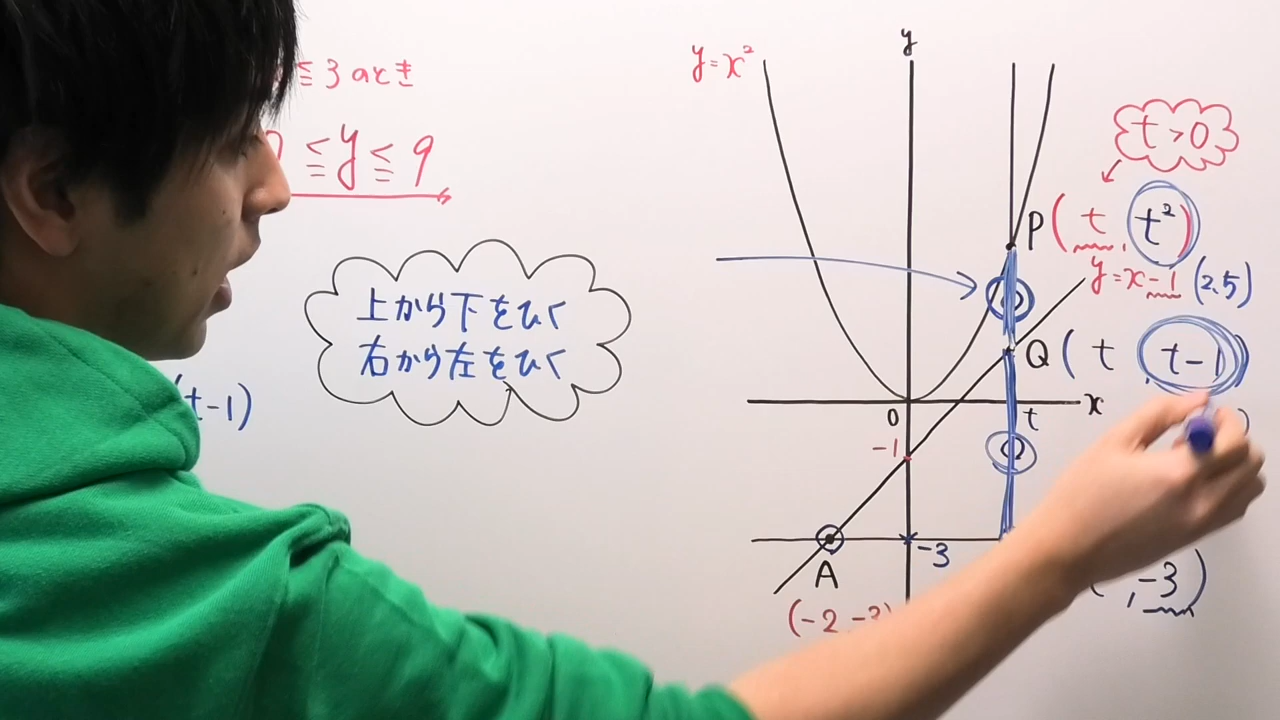 ≦3のとき
≦y≦9
上から下をひく
右から左をひく
(t-1)
y=x²
y
t>0
P(t, t²)
y=x-1 (2,5)
Q(t, t-1)
x
0
t
-1
-3
A
(-2,-3)
( ,-3)